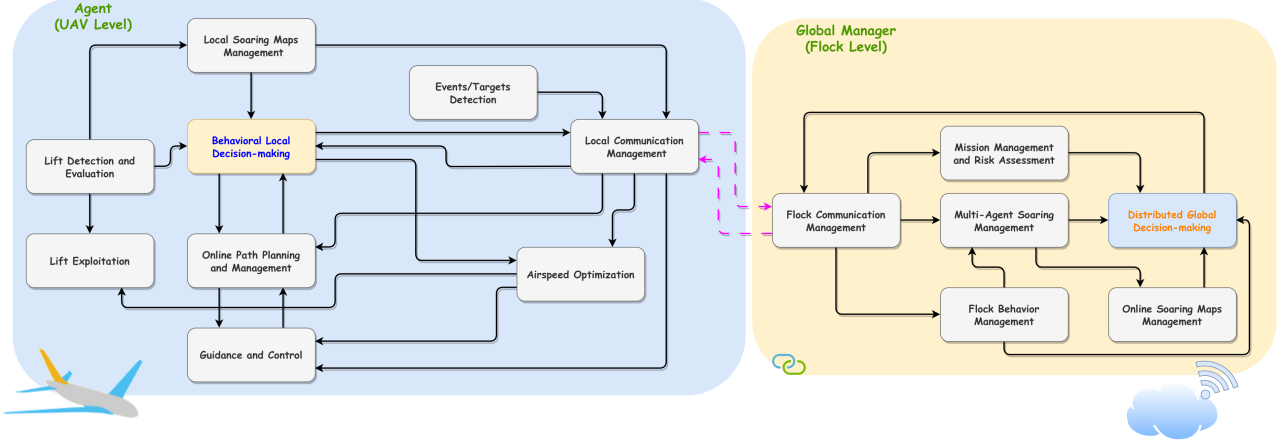 Agent
(UAV Level)
Local Soaring Maps
Management
Events/Targets
Detection
Lift Detection and
Evaluation
Behavioral Local
Decision-making
Local Communication
Management
Lift Exploitation
Online Path Planning
and Management
Airspeed Optimization
Guidance and Control
Global Manager
(Flock Level)
Mission Management
and Risk Assessment
Flock Communication
Management
Multi-Agent Soaring
Management
Distributed Global
Decision-making
Flock Behavior
Management
Online Soaring Maps
Management